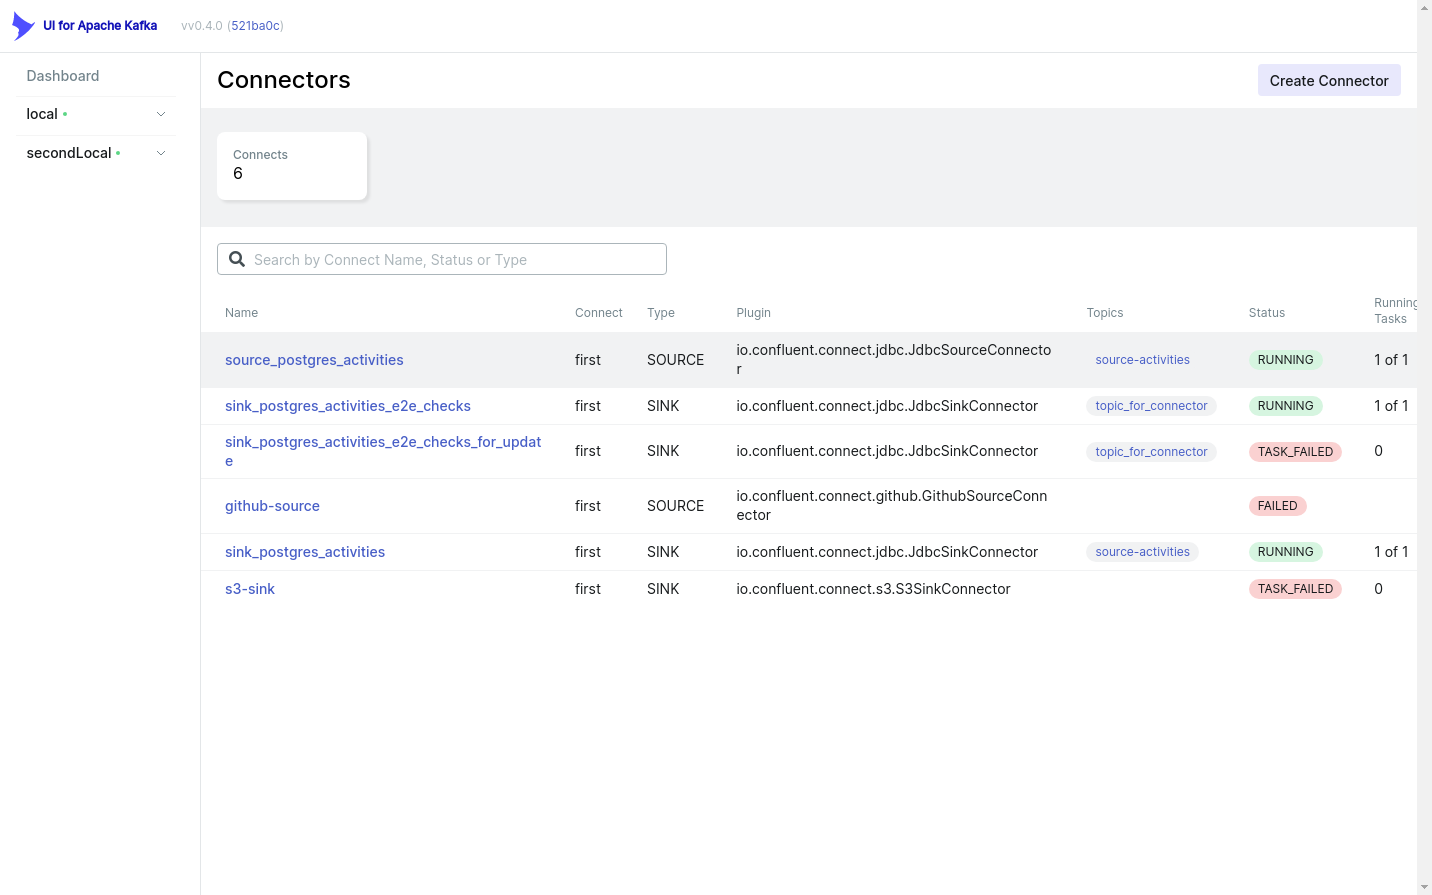 UI for Apache Kafka vv0.4.0 (521ba0c)
Dashboard
local
secondLocal
Connectors
Create Connector
Connects
6
Search by Connect Name, Status or Type
Name Connect Type Plugin Topics Status Running
Tasks
source_postgres_activities first SOURCE io.confluent.connect.jdbc.JdbcSourceConnecto
r source-activities RUNNING 1 of 1
sink_postgres_activities_e2e_checks first SINK io.confluent.connect.jdbc.JdbcSinkConnector topic_for_connector RUNNING 1 of 1
sink_postgres_activities_e2e_checks_for_updat
e first SINK io.confluent.connect.jdbc.JdbcSinkConnector topic_for_connector TASK_FAILED 0
github-source first SOURCE io.confluent.connect.github.GithubSourceConn
ector FAILED
sink_postgres_activities first SINK io.confluent.connect.jdbc.JdbcSinkConnector source-activities RUNNING 1 of 1
s3-sink first SINK io.confluent.connect.s3.S3SinkConnector TASK_FAILED 0